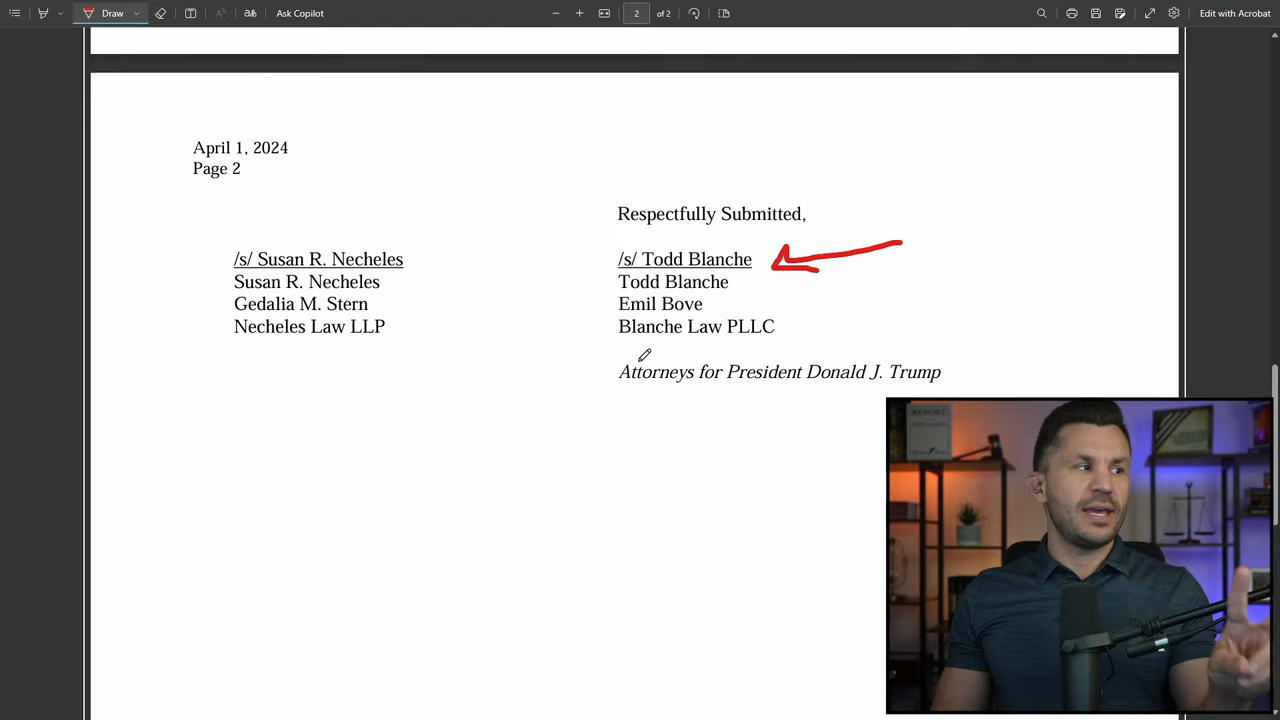 Draw
Ask Copilot
2
of 2
Edit with Acrobat
April 1, 2024
Page 2
Respectfully Submitted,
/s/ Susan R. Necheles
Susan R. Necheles
Gedalia M. Stern
Necheles Law LLP
/s/ Todd Blanche
Todd Blanche
Emil Bove
Blanche Law PLLC
Attorneys for President Donald J. Trump
REPORT